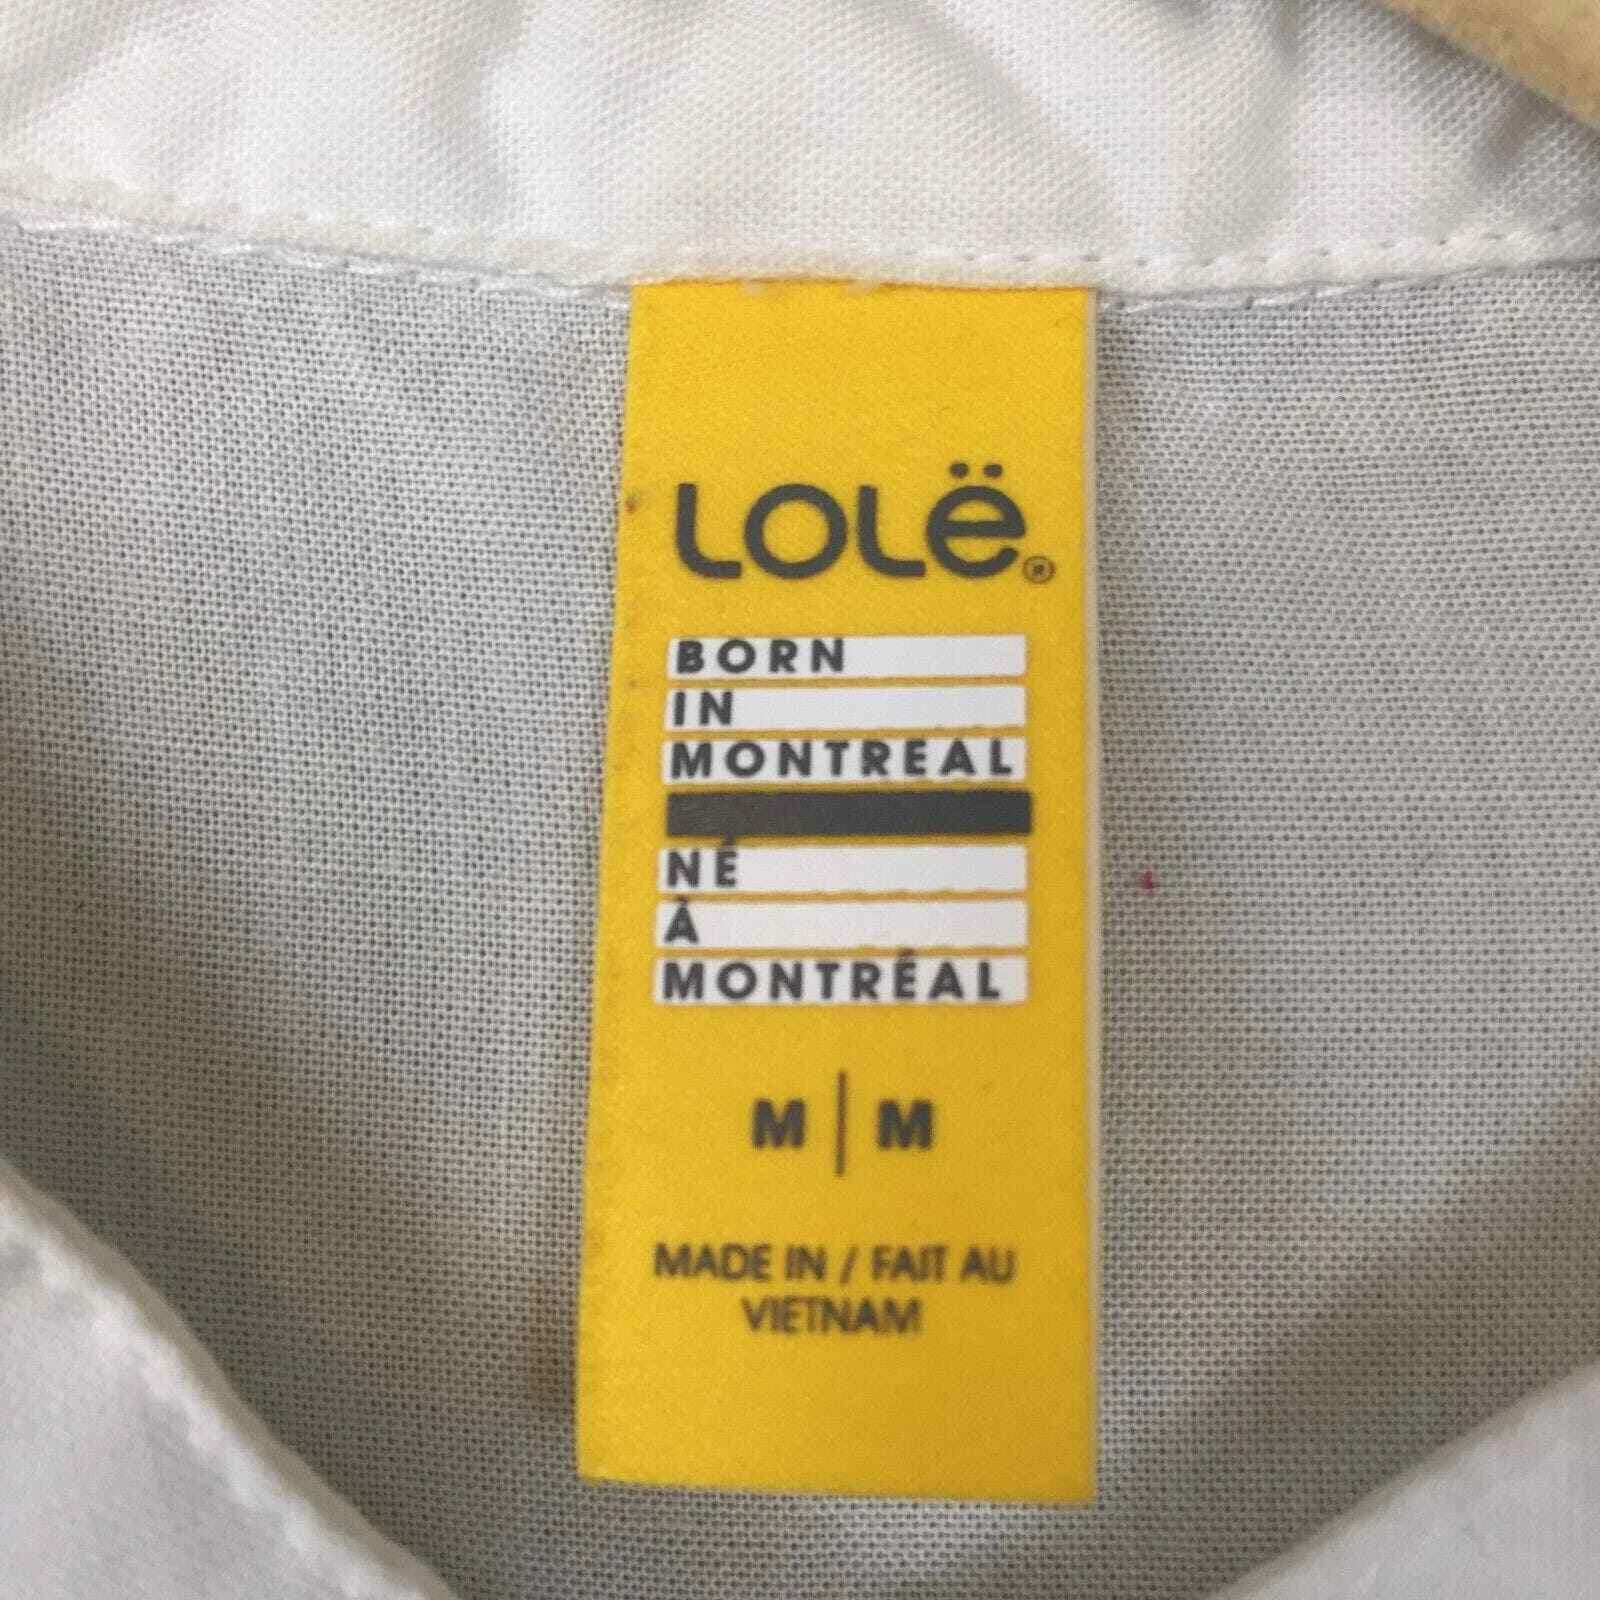 LOLË®
BORN
IN
MONTREAL
NÉ
À
MONTRÉAL
M | M
MADE IN / FAIT AU
VIETNAM